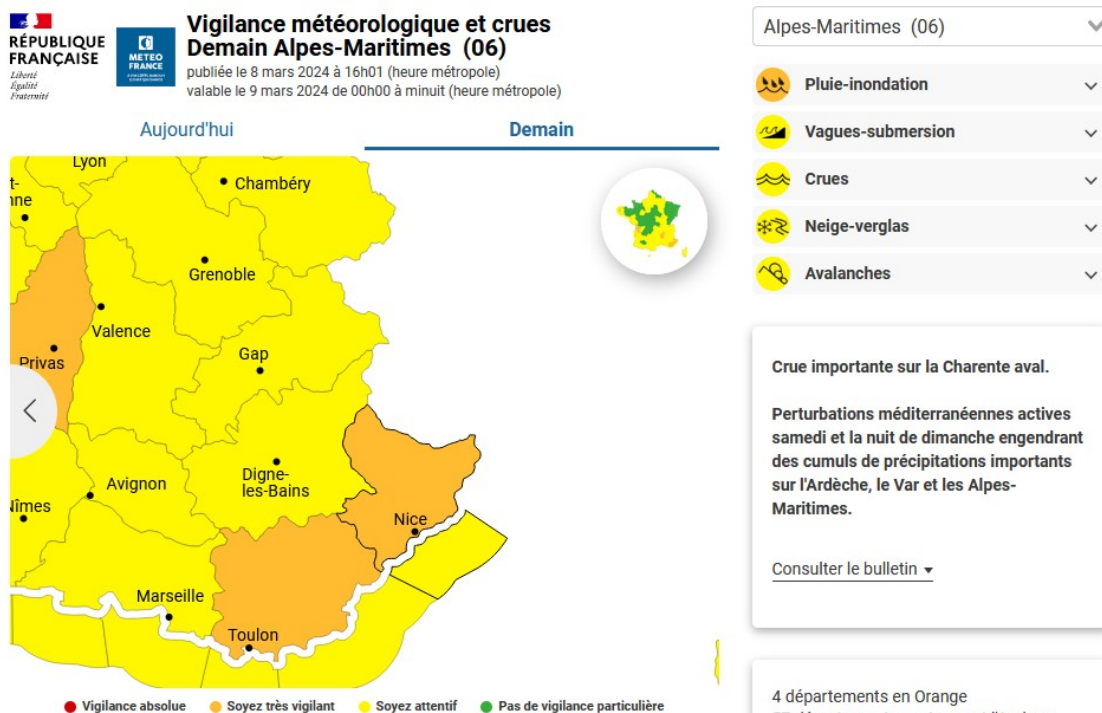 RÉPUBLIQUE
FRANÇAISE
Liberté
Égalité
Fraternité
METEO
FRANCE
Vigilance météorologique et crues
Demain Alpes-Maritimes (06)
publiée le 8 mars 2024 à 16h01 (heure métropole)
valable le 9 mars 2024 de 00h00 à minuit (heure métropole)
Aujourd'hui
Demain
Lyon
Chambéry
Grenoble
Valence
Privas
Gap
Digne-
les-Bains
Avignon
Nîmes
Nice
Marseille
Toulon
Vigilance absolue
Soyez très vigilant
Soyez attentif
Pas de vigilance particulière
Alpes-Maritimes (06)
Pluie-inondation
Vagues-submersion
Crues
Neige-verglas
Avalanches
Crue importante sur la Charente aval.
Perturbations méditerranéennes actives
samedi et la nuit de dimanche engendrant
des cumuls de précipitations importants
sur l'Ardèche, le Var et les Alpes-
Maritimes.
Consulter le bulletin
4 départements en Orange